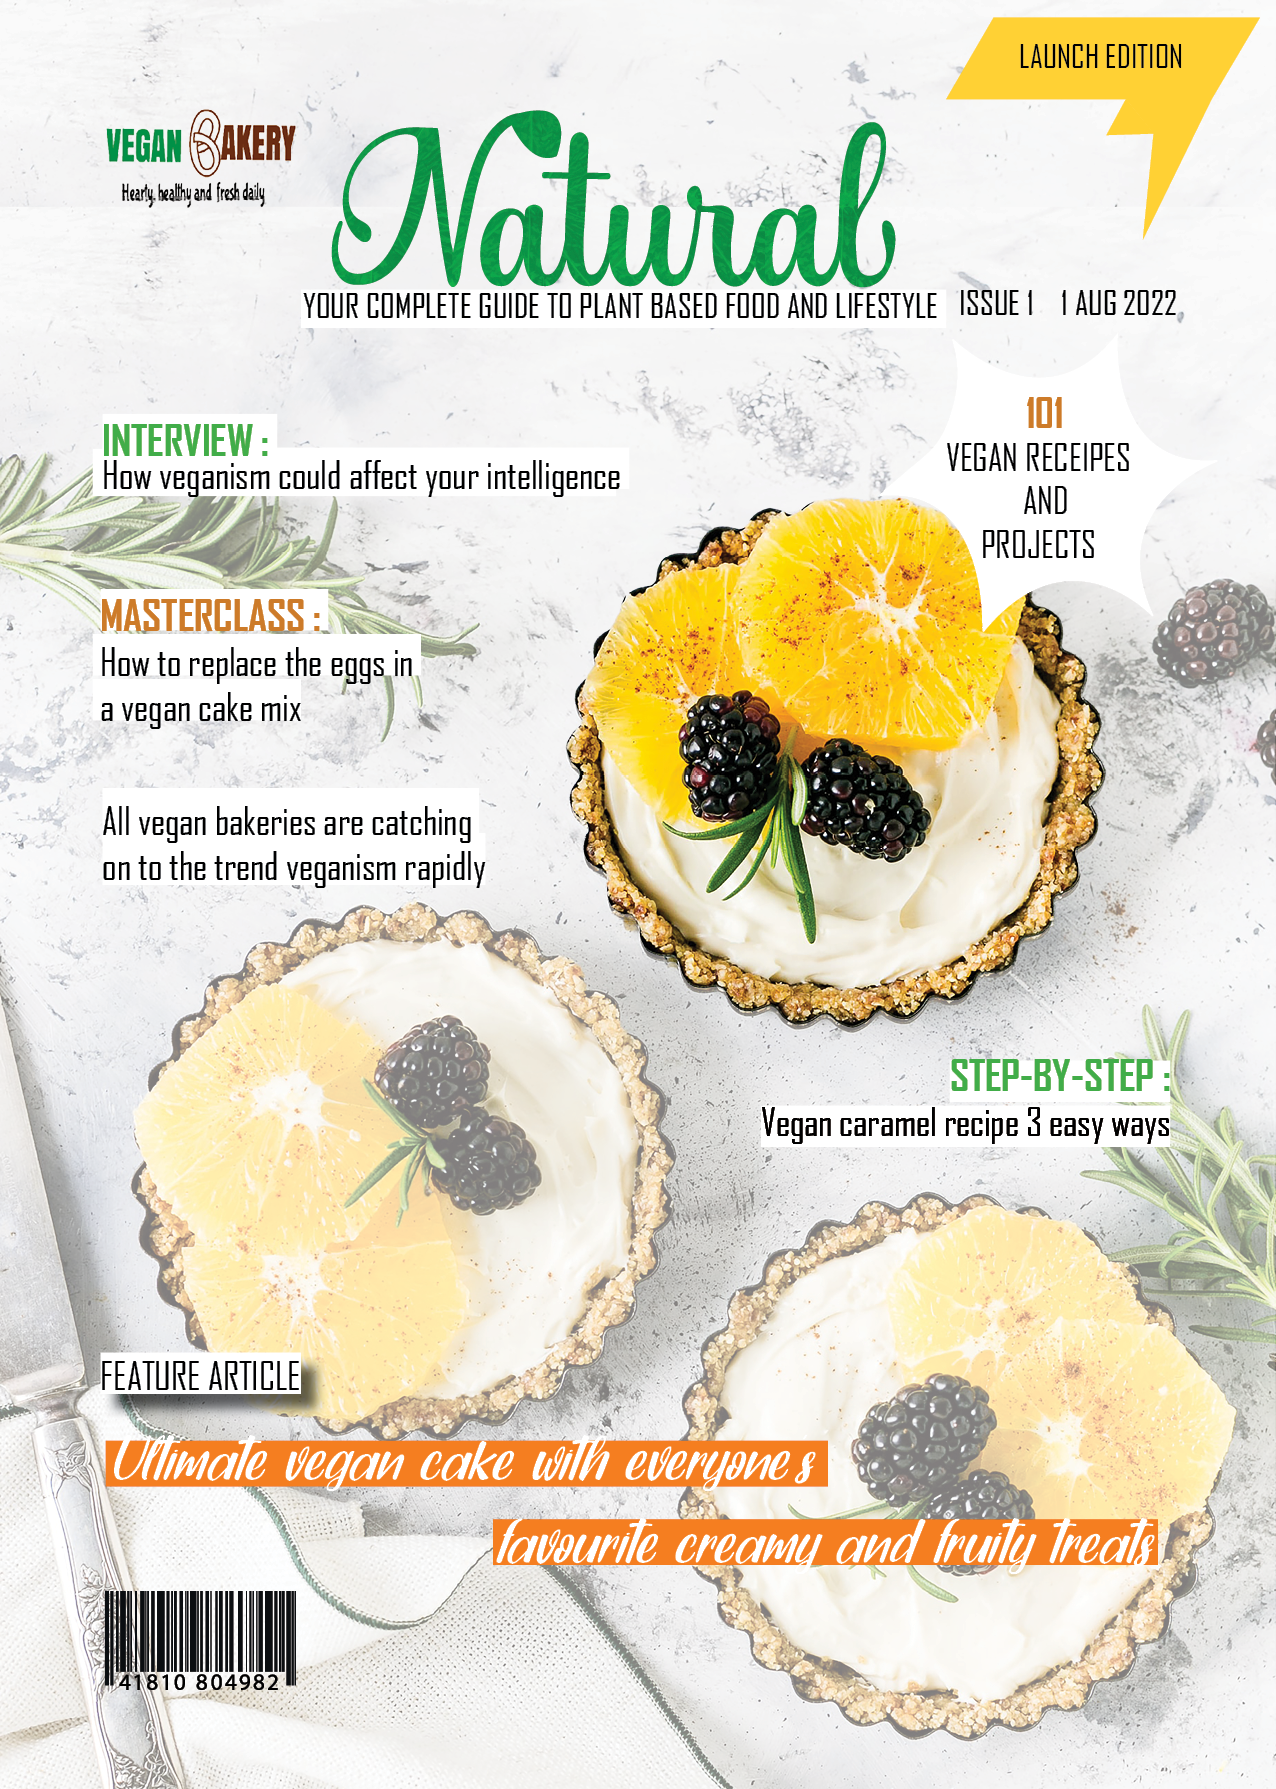 LAUNCH EDITION
VEGAN BAKERY
Hearty, healthy and fresh daily
Natural
YOUR COMPLETE GUIDE TO PLANT BASED FOOD AND LIFESTYLE
ISSUE 1 1 AUG 2022
101
VEGAN RECEIPES
AND
PROJECTS
INTERVIEW :
How veganism could affect your intelligence
MASTERCLASS :
How to replace the eggs in
a vegan cake mix
All vegan bakeries are catching
on to the trend veganism rapidly
STEP-BY-STEP :
Vegan caramel recipe 3 easy ways
FEATURE ARTICLE
Ultimate vegan cake with everyone's
favourite creamy and fruity treats
41810 804982